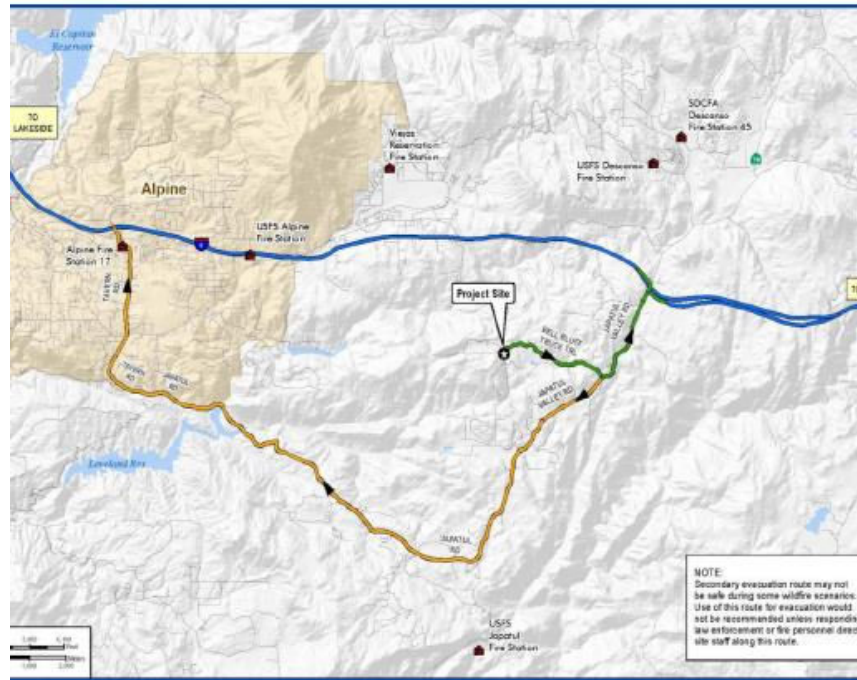 El Capitan
Reservoir
TO
LAKESIDE
Viejas
Reservation
Fire Station
SDCFA
Descanso
Fire Station 45
USFS Descanso
Fire Station
79
Alpine
USFS Alpine
Fire Station
8
Alpine Fire
Station 17
TAVERN
RD
Project Site
BELL BLUFF
TRUCK TRL
JAPATUL
VALLEY RD
JAPATUL
VALLEY RD
TAVERN
RD
JAPATUL
RD
Loveland Res
JAPATUL
RD
USFS
Japatul
Fire Station
NOTE:
Secondary evacuation route may not
be safe during some wildfire scenarios.
Use of this route for evacuation would
not be recommended unless respondin
law enforcement or fire personnel direc
site staff along this route.
Feet
Meters